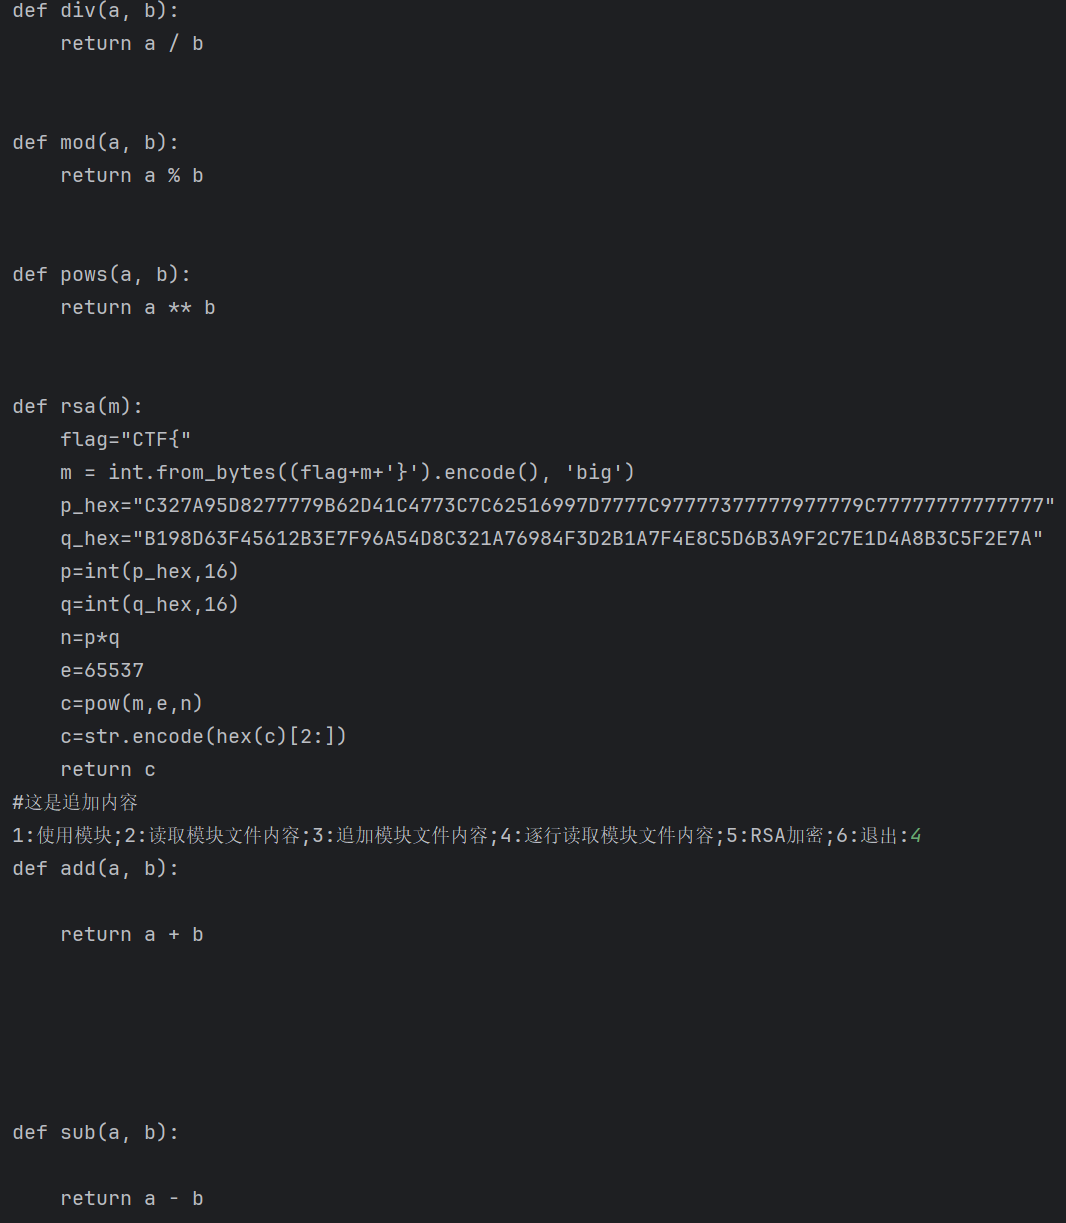 def div(a, b):
    return a / b
def mod(a, b):
    return a % b
def pows(a, b):
    return a ** b
def rsa(m):
    flag="CTF{"
    m = int.from_bytes((flag+m+'}').encode(), 'big')
    p_hex="C327A95D8277779B62D41C4773C7C62516997D7777C97777377777977779C77777777777777"
    q_hex="B198D63F45612B3E7F96A54D8C321A76984F3D2B1A7F4E8C5D6B3A9F2C7E1D4A8B3C5F2E7A"
    p=int(p_hex,16)
    q=int(q_hex,16)
    n=p*q
    e=65537
    c=pow(m,e,n)
    c=str.encode(hex(c)[2:])
    return c
#这是追加内容
1:使用模块;2:读取模块文件内容;3:追加模块文件内容;4:逐行读取模块文件内容;5:RSA加密;6:退出:4
def add(a, b):
    return a + b
def sub(a, b):
    return a - b